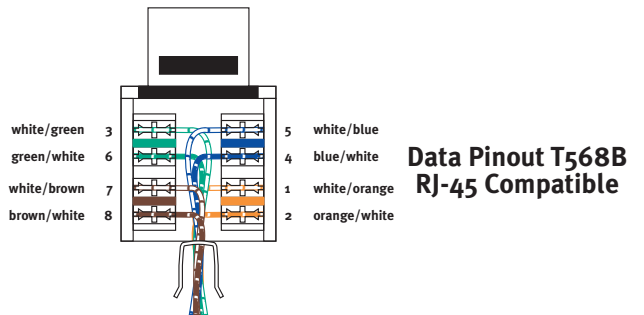 white/green 3 5 white/blue
green/white 6 4 blue/white
white/brown 7 1 white/orange
brown/white 8 2 orange/white
Data Pinout T568B
RJ-45 Compatible